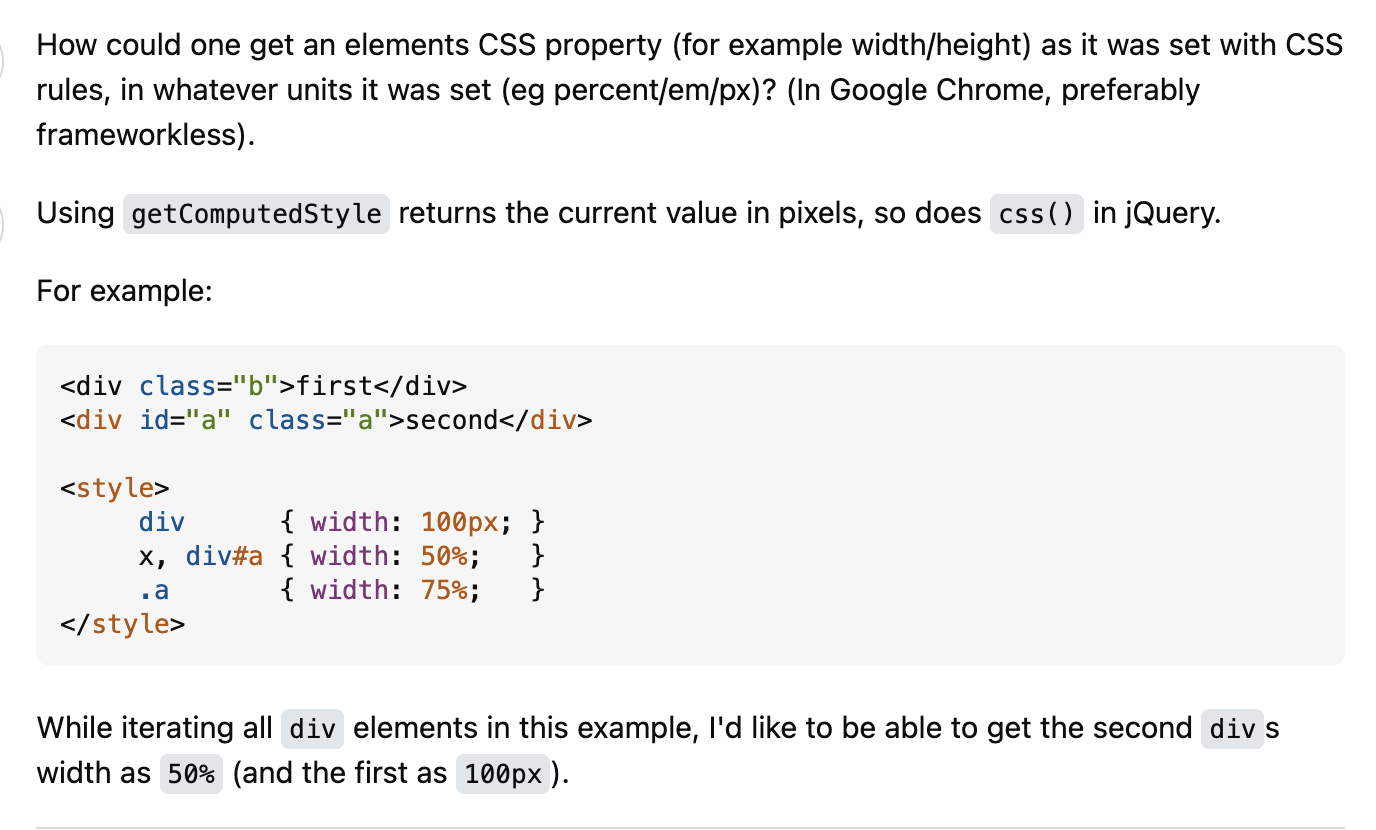 How could one get an elements CSS property (for example width/height) as it was set with CSS
rules, in whatever units it was set (eg percent/em/px)? (In Google Chrome, preferably
frameworkless).
Using getComputedStyle returns the current value in pixels, so does css() in jQuery.
For example:
<div class="b">first</div>
<div id="a" class="a">second</div>
<style>
     div      { width: 100px; }
     x, div#a { width: 50%;   }
     .a       { width: 75%;   }
</style>
While iterating all div elements in this example, I'd like to be able to get the second div s
width as 50% (and the first as 100px ).